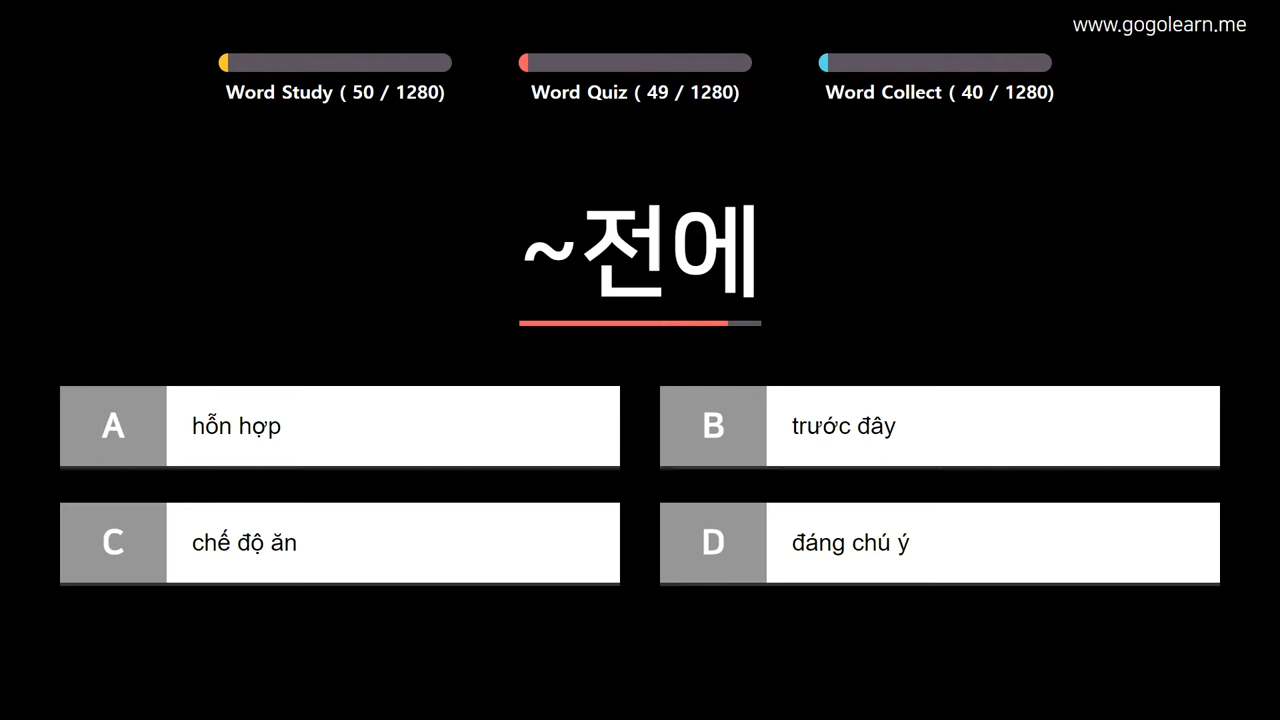 www.gogolearn.me
Word Study ( 50 / 1280)
Word Quiz ( 49 / 1280)
Word Collect ( 40 / 1280)
~전에
A hỗn hợp
B trước đây
C chế độ ăn
D đáng chú ý